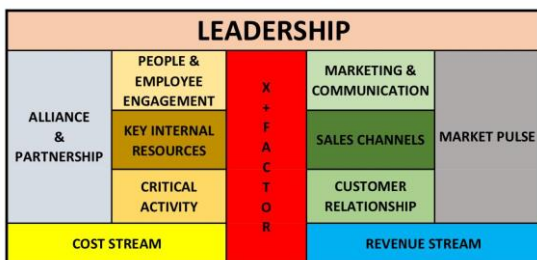 LEADERSHIP
ALLIANCE
&
PARTNERSHIP
PEOPLE &
EMPLOYEE
ENGAGEMENT
KEY INTERNAL
RESOURCES
CRITICAL
ACTIVITY
X
+
F
A
C
T
O
R
MARKETING &
COMMUNICATION
SALES CHANNELS
CUSTOMER
RELATIONSHIP
MARKET PULSE
COST STREAM
REVENUE STREAM